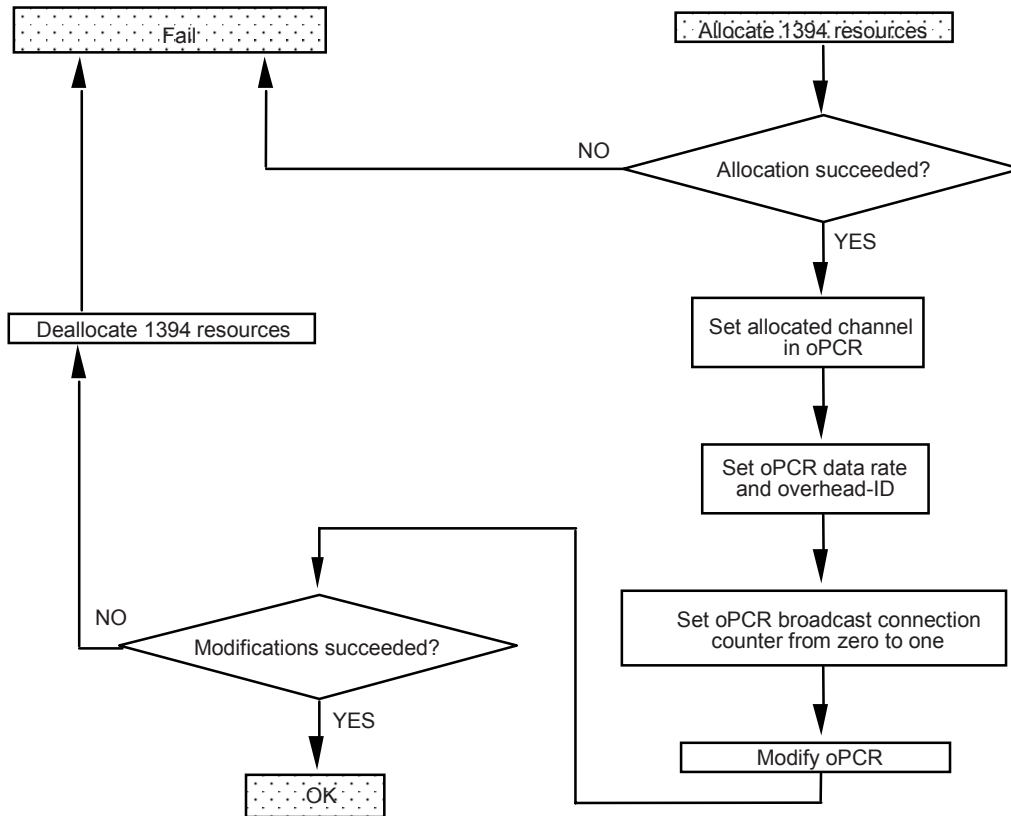 Fail
Allocate 1394 resources
NO
Allocation succeeded?
YES
Deallocate 1394 resources
Set allocated channel
in oPCR
Set oPCR data rate
and overhead-ID
NO
Modifications succeeded?
Set oPCR broadcast connection
counter from zero to one
YES
Modify oPCR
OK